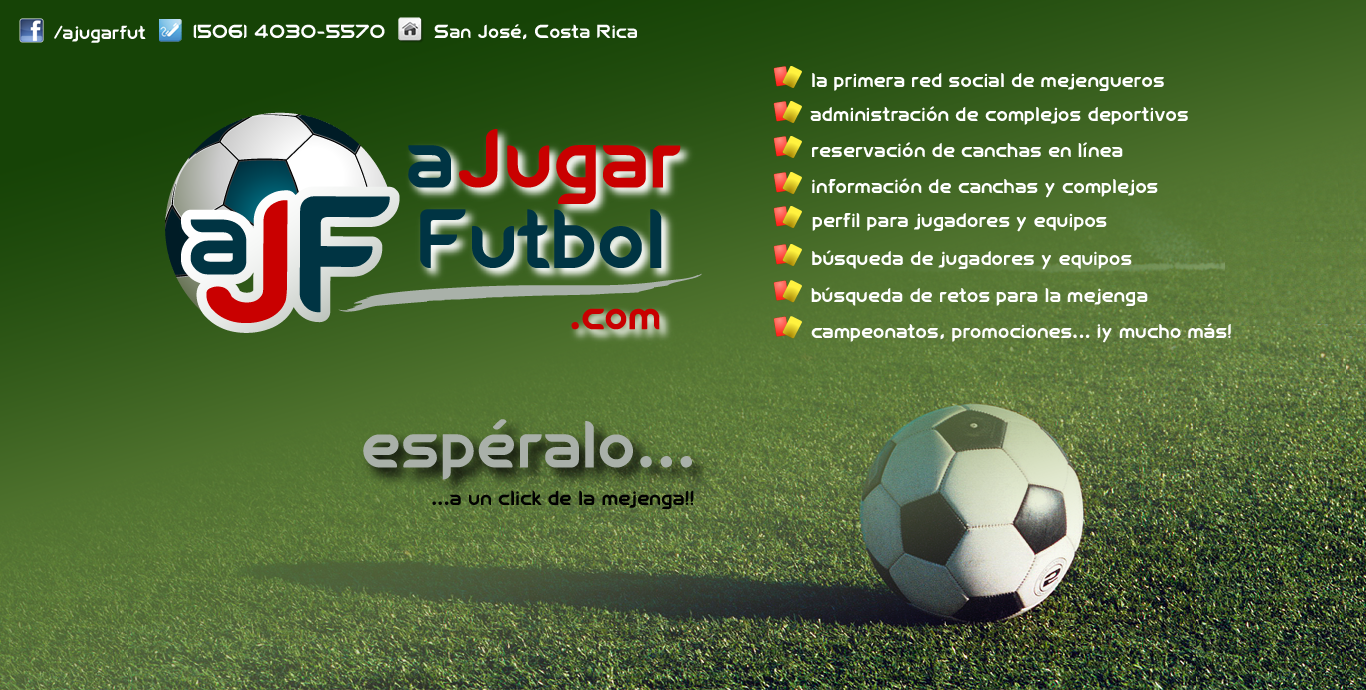 /ajugarfut (506) 4030-5570 San José, Costa Rica
la primera red social de mejengueros
administración de complejos deportivos
reservación de canchas en línea
información de canchas y complejos
perfil para jugadores y equipos
búsqueda de jugadores y equipos
búsqueda de retos para la mejenga
campeonatos, promociones... ¡y mucho más!
aJF
aJugar
Futbol
.com
espéralo...
...a un click de la mejenga!!
2